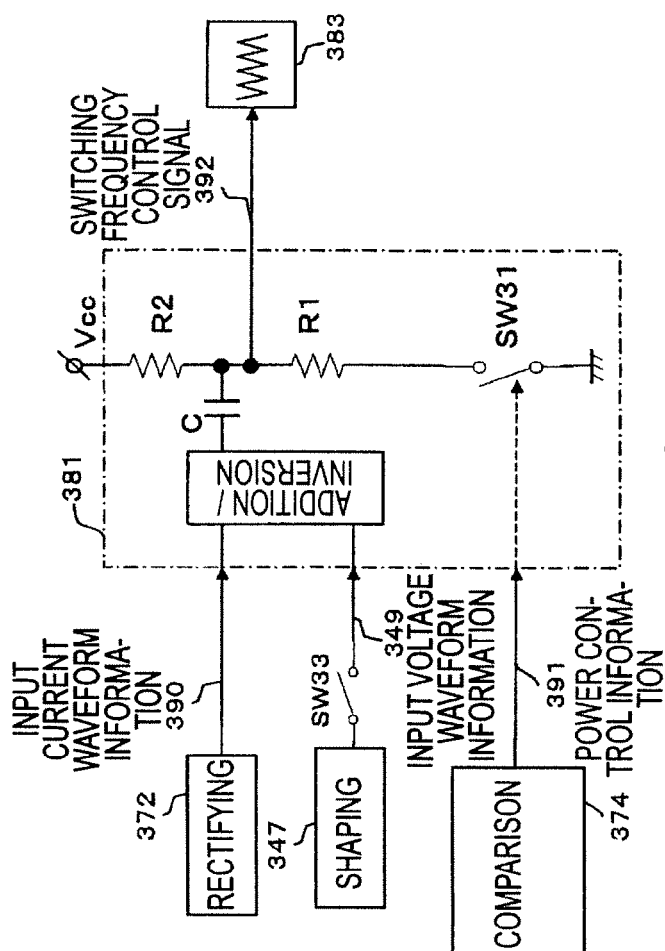 INPUT
CURRENT
WAVEFORM
INFORMA-
TION
390
372
RECTIFYING
347
SHAPING
SW33
349
INPUT VOLTAGE
WAVEFORM
INFORMATION
COMPARISON
374
391
POWER CON-
TROL INFORMA-
TION
381
ADDITION /
INVERSION
C
Vcc
R2
R1
SW31
SWITCHING
FREQUENCY
CONTROL
SIGNAL
392
383